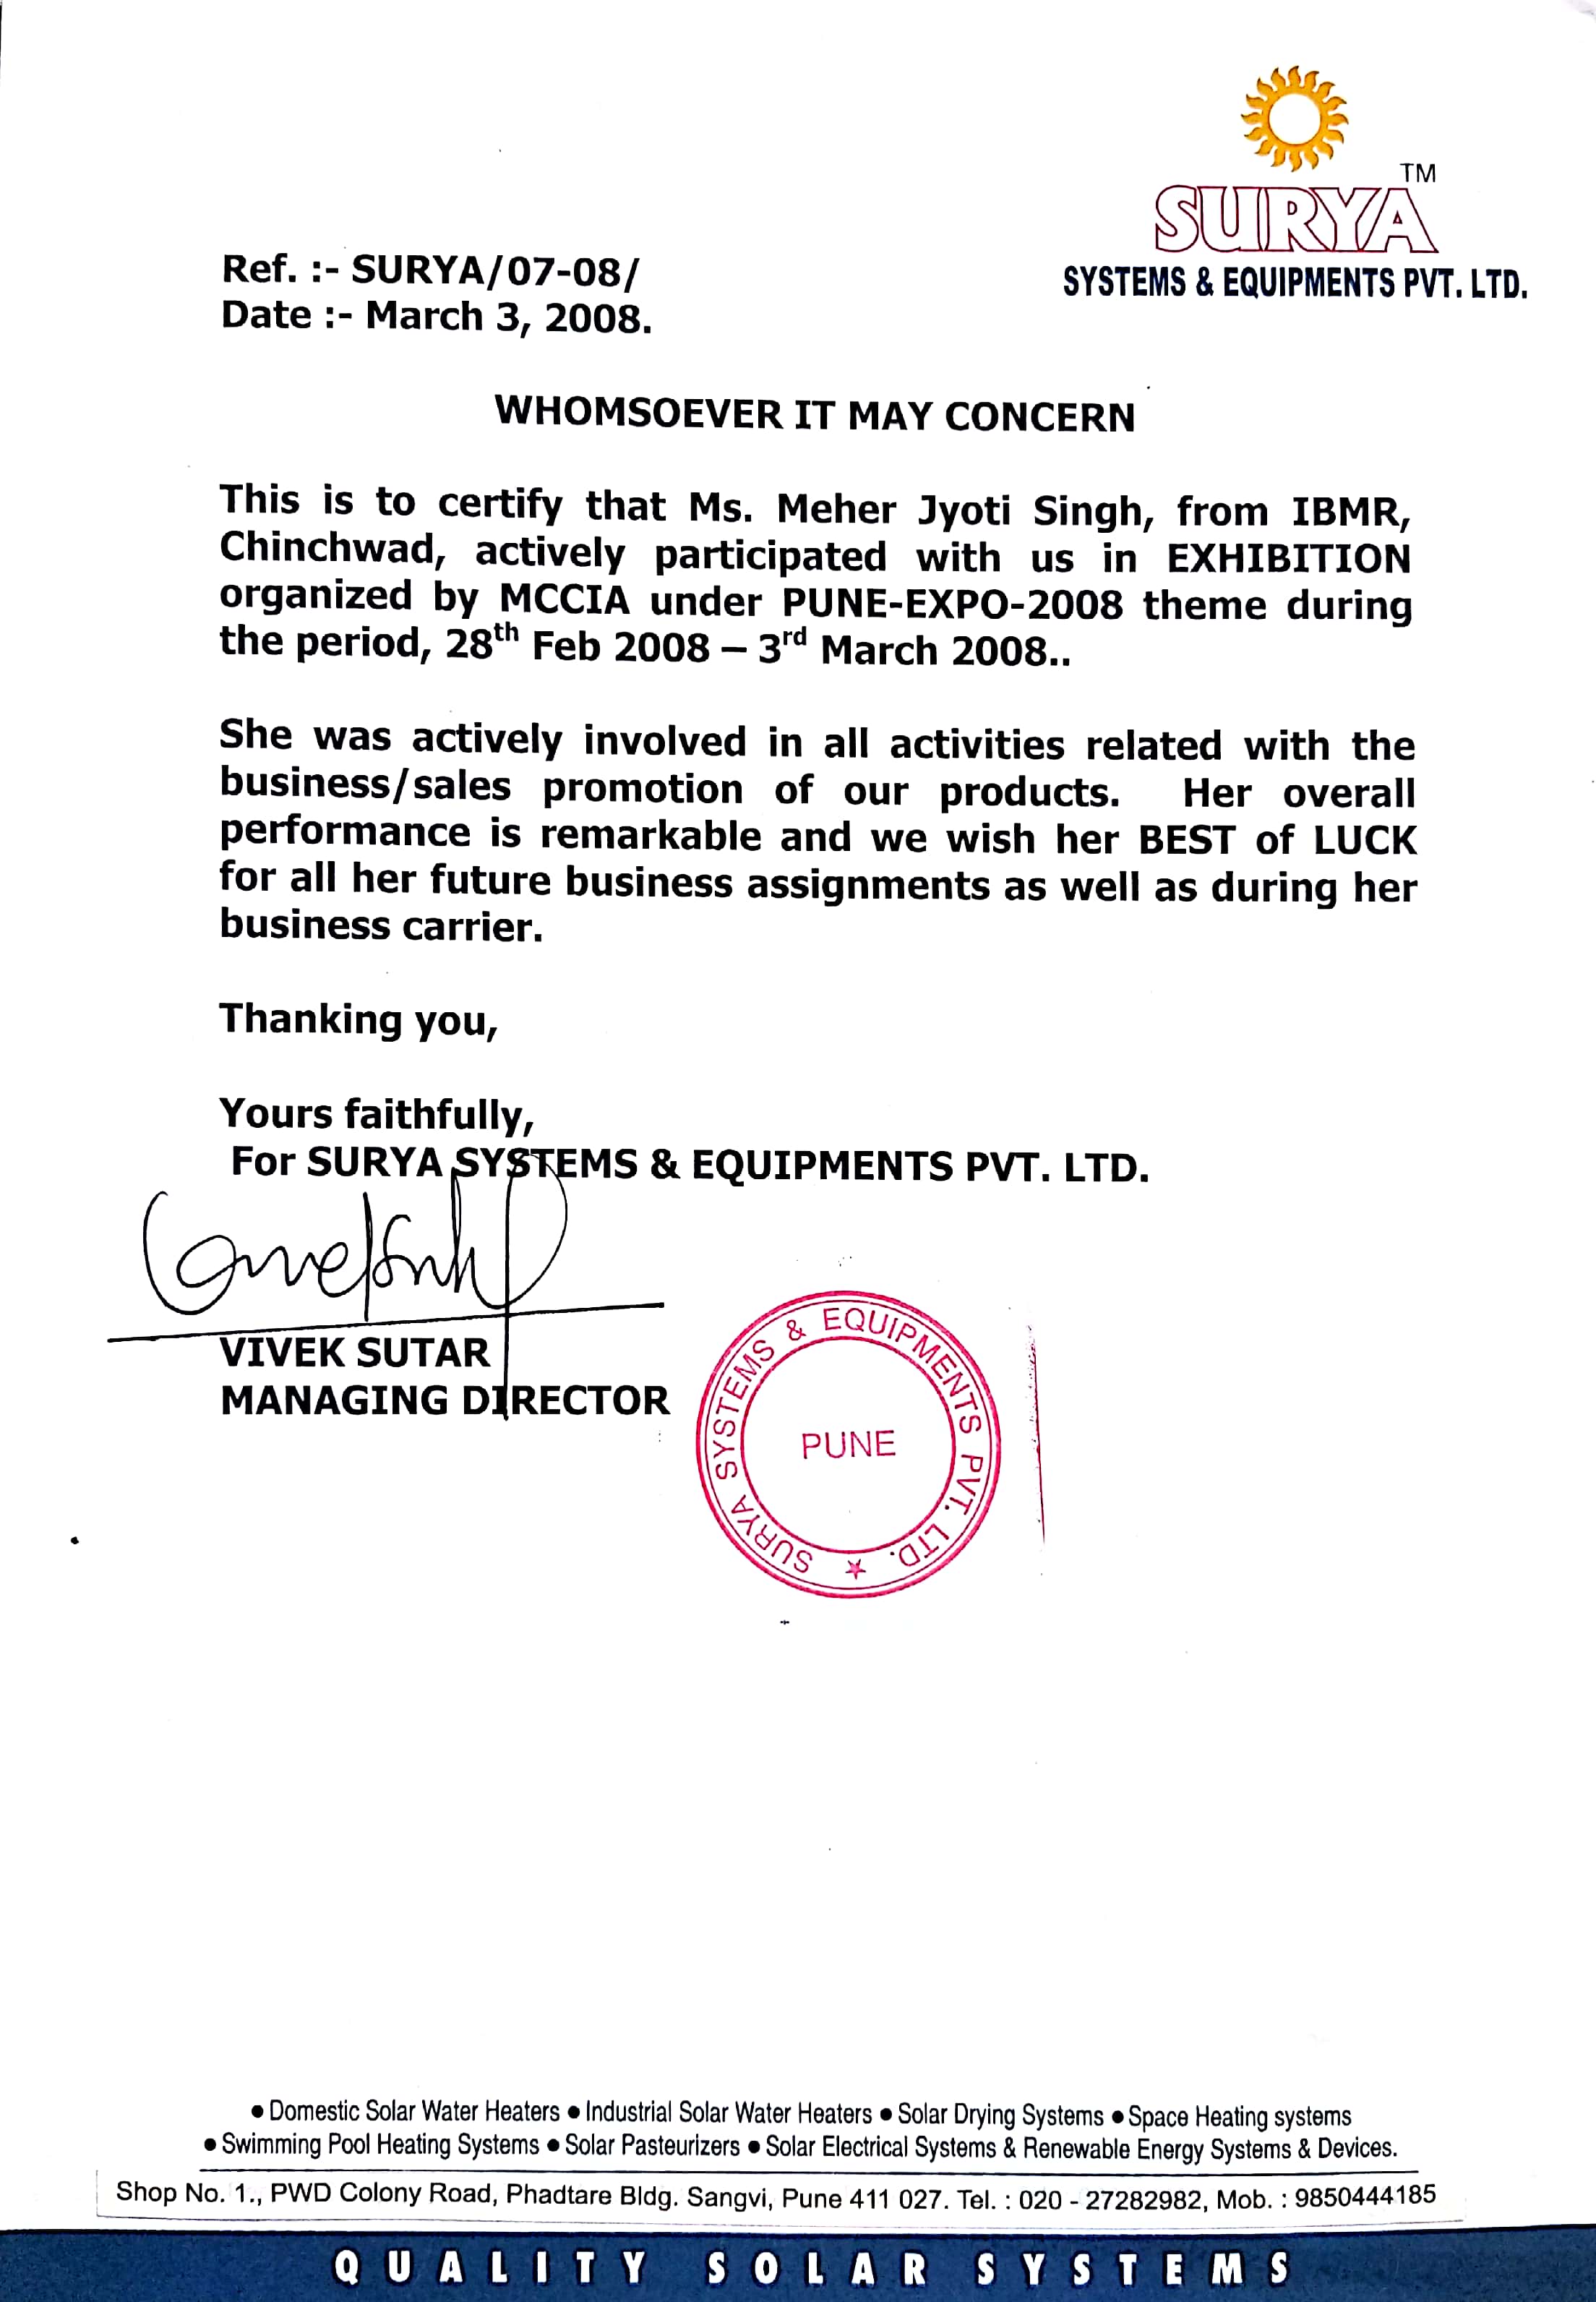 TM
SURYA
SYSTEMS & EQUIPMENTS PVT. LTD.
Ref. :- SURYA/07-08/
Date :- March 3, 2008.
WHOMSOEVER IT MAY CONCERN
This is to certify that Ms. Meher Jyoti Singh, from IBMR,
Chinchwad, actively participated with us in EXHIBITION
organized by MCCIA under PUNE-EXPO-2008 theme during
the period, 28th Feb 2008 – 3rd March 2008..
She was actively involved in all activities related with the
business/sales promotion of our products. Her overall
performance is remarkable and we wish her BEST of LUCK
for all her future business assignments as well as during her
business carrier.
Thanking you,
Yours faithfully,
For SURYA SYSTEMS & EQUIPMENTS PVT. LTD.
VIVEK SUTAR
MANAGING DIRECTOR
SURYA SYSTEMS & EQUIPMENTS PVT. LTD.
PUNE
• Domestic Solar Water Heaters • Industrial Solar Water Heaters • Solar Drying Systems • Space Heating systems
• Swimming Pool Heating Systems • Solar Pasteurizers • Solar Electrical Systems & Renewable Energy Systems & Devices.
Shop No. 1., PWD Colony Road, Phadtare Bldg. Sangvi, Pune 411 027. Tel. : 020 - 27282982, Mob. : 9850444185
QUALITY SOLAR SYSTEMS